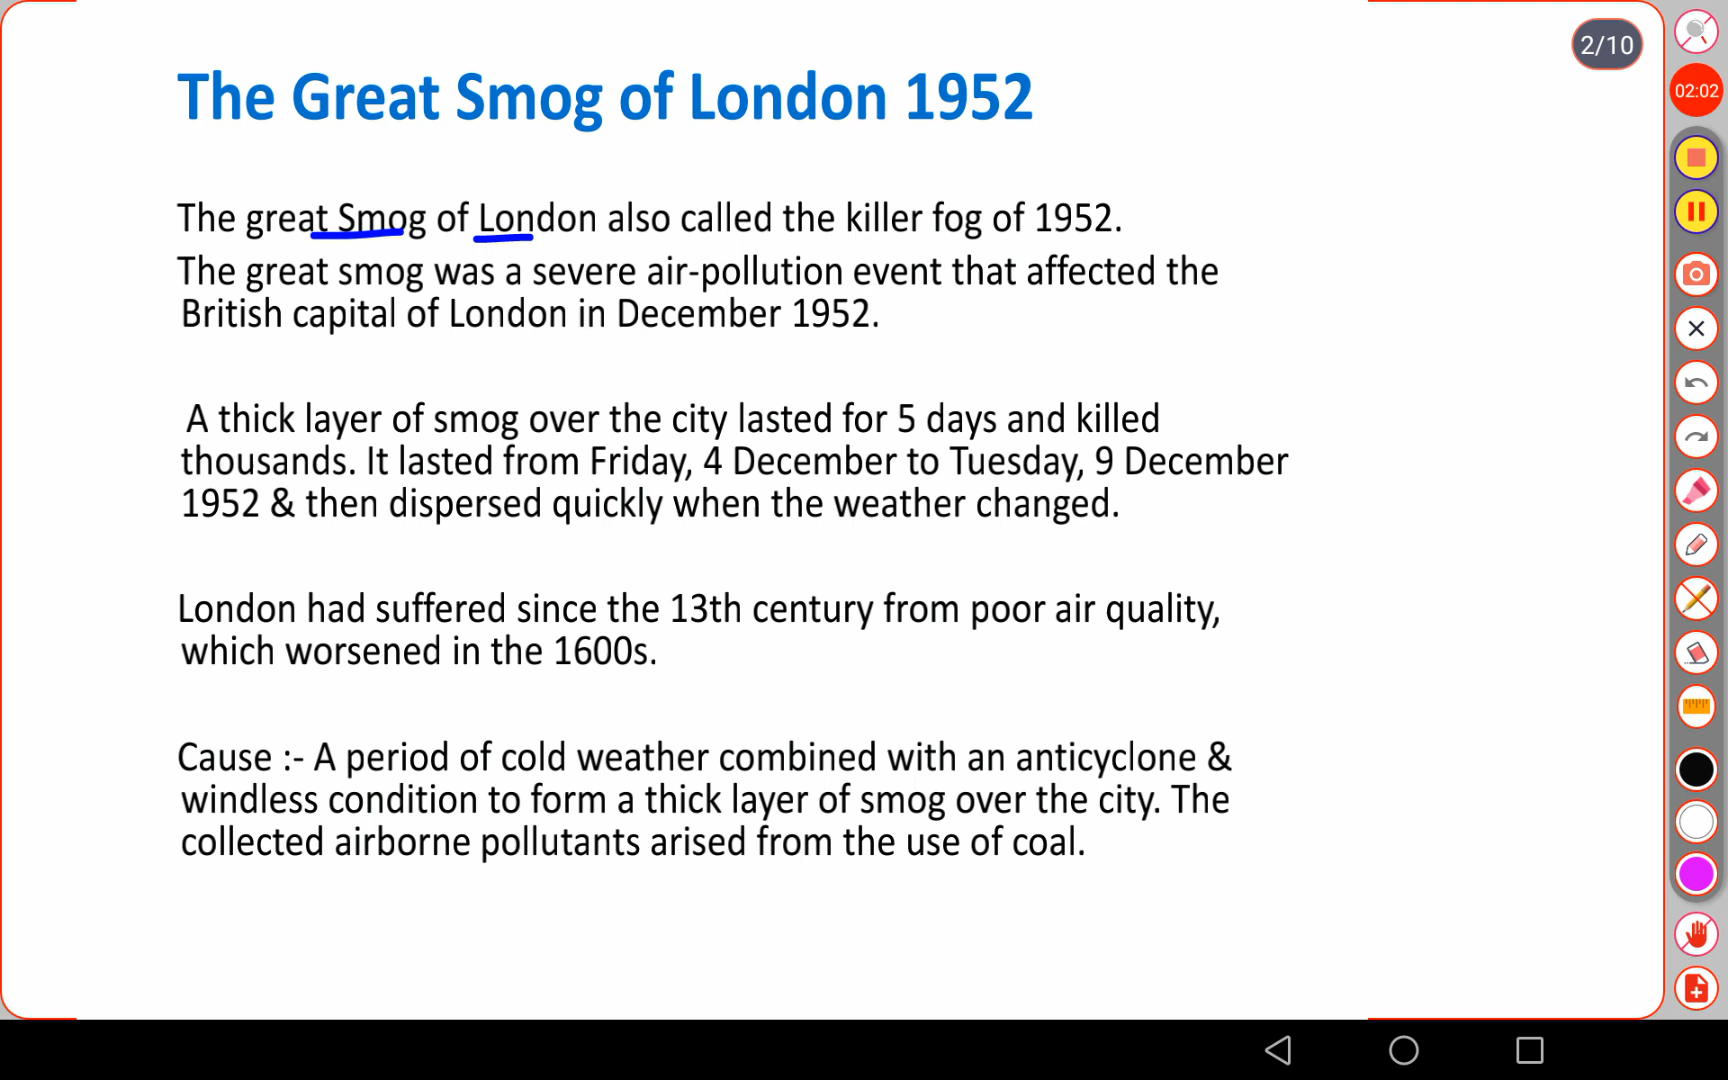 The Great Smog of London 1952
2/10
02:02
The great Smog of London also called the killer fog of 1952.
The great smog was a severe air-pollution event that affected the
British capital of London in December 1952.
A thick layer of smog over the city lasted for 5 days and killed
thousands. It lasted from Friday, 4 December to Tuesday, 9 December
1952 & then dispersed quickly when the weather changed.
London had suffered since the 13th century from poor air quality,
which worsened in the 1600s.
Cause :- A period of cold weather combined with an anticyclone &
windless condition to form a thick layer of smog over the city. The
collected airborne pollutants arised from the use of coal.